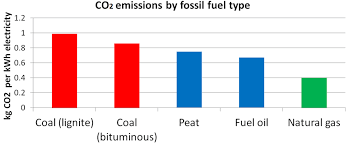 CO₂ emissions by fossil fuel type
kg CO2 per kWh electricity
1.2
1
0.8
0.6
0.4
0.2
0
Coal (lignite) Coal (bituminous) Peat Fuel oil Natural gas